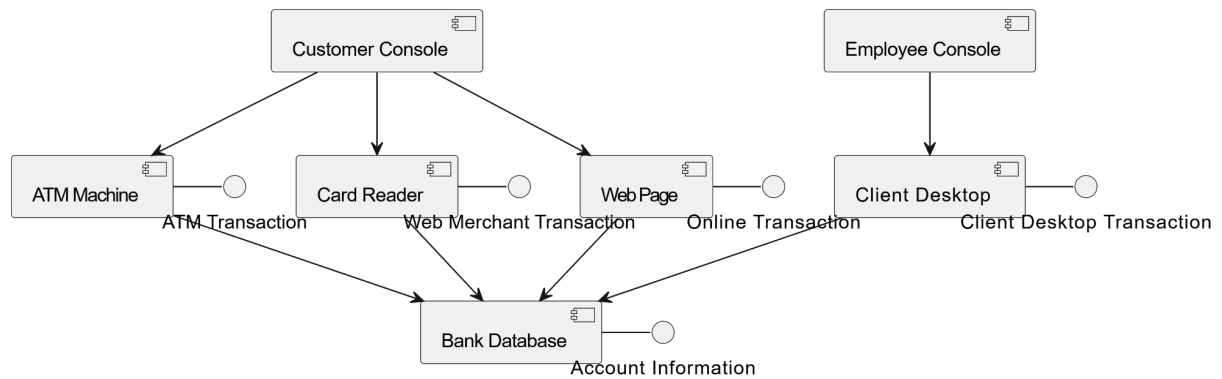 Customer Console
Employee Console
ATM Machine
Card Reader
Web Page
Client Desktop
ATM Transaction
Web Merchant Transaction
Online Transaction
Client Desktop Transaction
Bank Database
Account Information